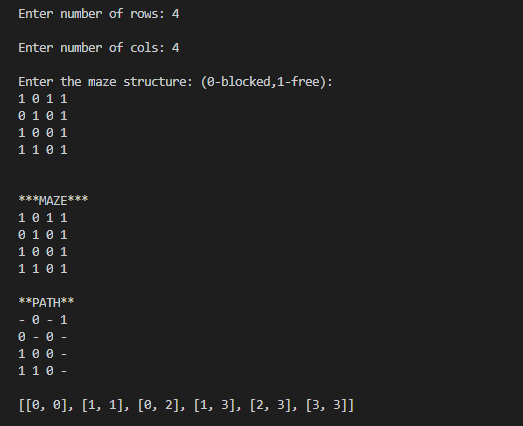 Enter number of rows: 4
Enter number of cols: 4
Enter the maze structure: (0-blocked,1-free):
1 0 1 1
0 1 0 1
1 0 0 1
1 1 0 1
***MAZE***
1 0 1 1
0 1 0 1
1 0 0 1
1 1 0 1
**PATH**
- 0 - 1
0 - 0 -
1 0 0 -
1 1 0 -
[[0, 0], [1, 1], [0, 2], [1, 3], [2, 3], [3, 3]]